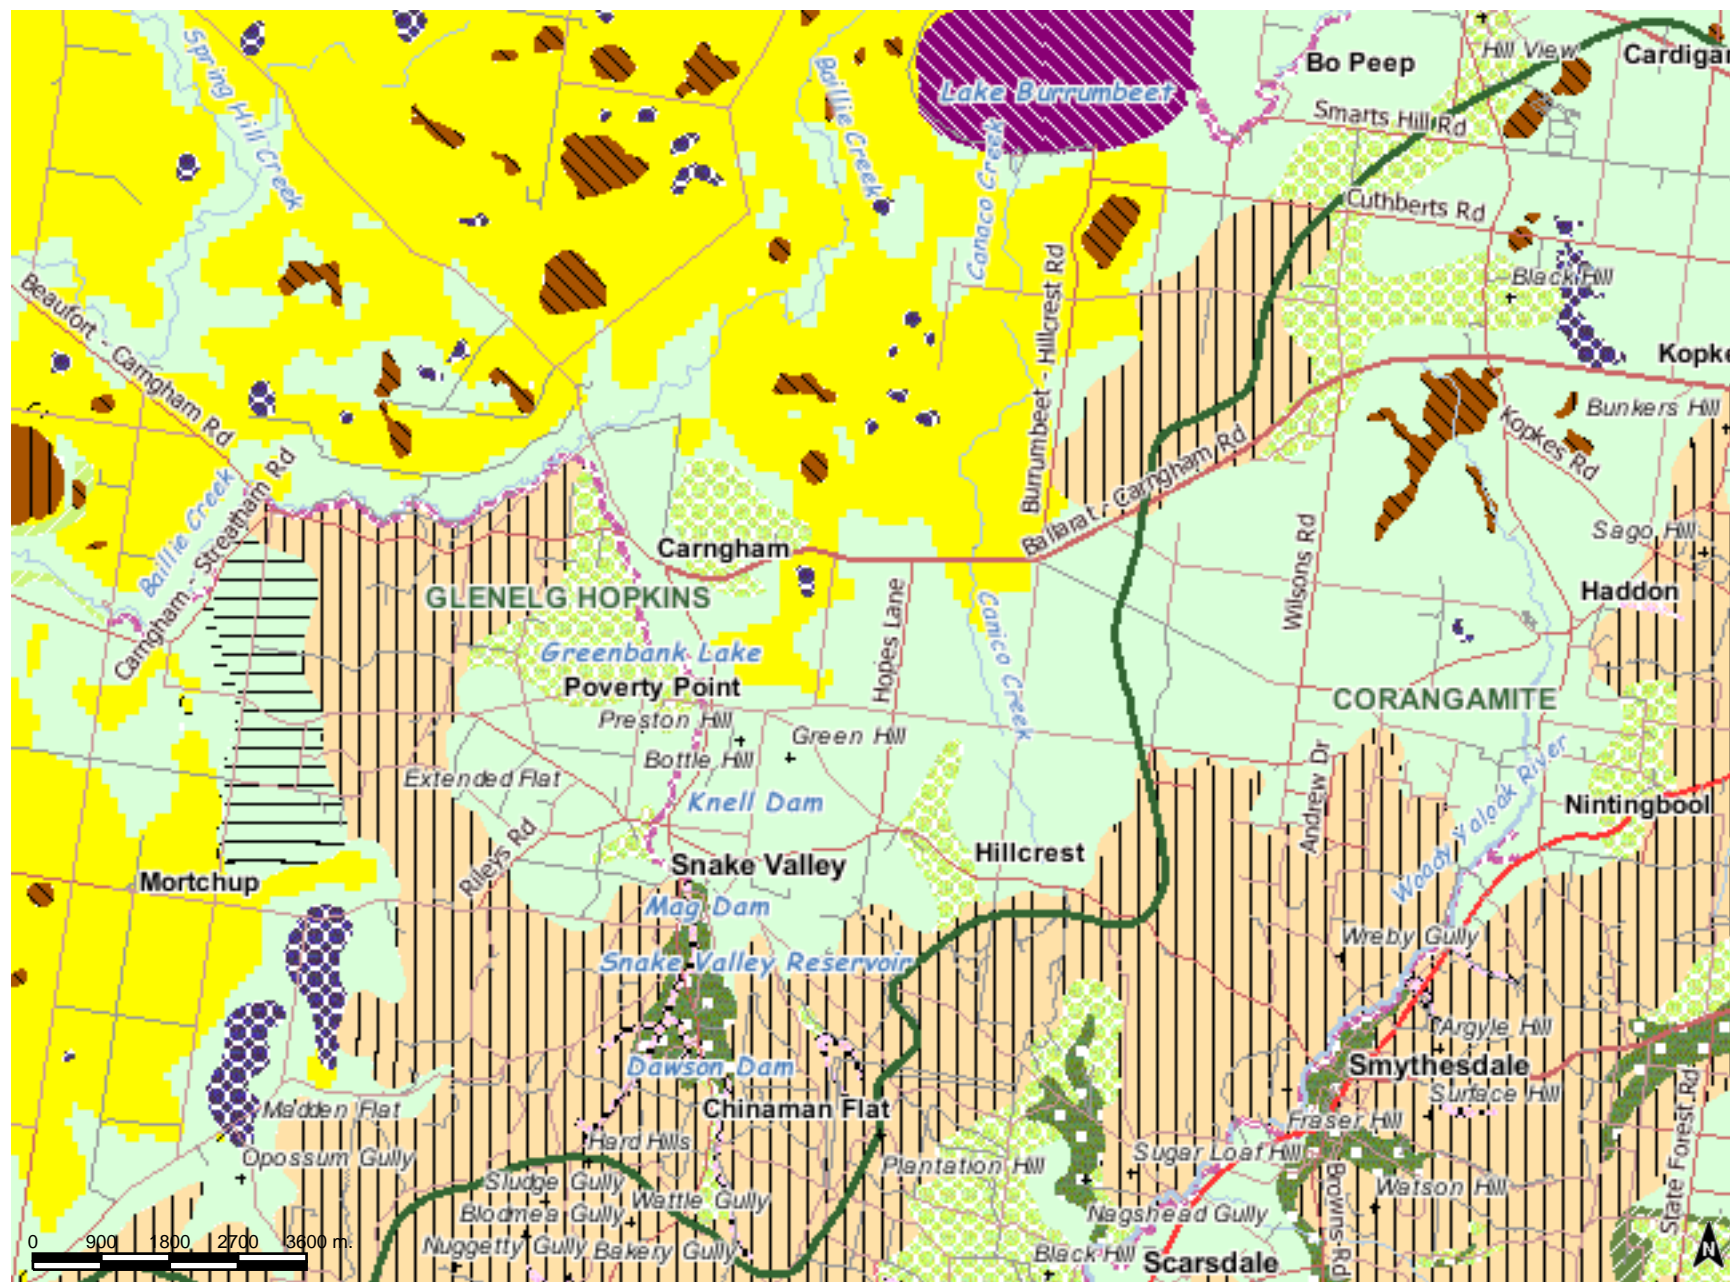 Hill View
Cardigan
Bo Peep
Spring Hill Creek
Baillie Creek
Lake Burrumbeet
Smarts Hill Rd
Canaco Creek
Cuthberts Rd
Black Hill
Beaufort - Carngham Rd
Burrumbeet - Hillcrest Rd
Kopke
Bunkers Hill
Kopkes Rd
Ballarat - Carngham Rd
Baillie Creek
Carngham - Streatham Rd
Wilsons Rd
Sago Hill
Carngham
GLENELG HOPKINS
Haddon
Hopes Lane
Canico Creek
Greenbank Lake
Poverty Point
CORANGAMITE
Preston Hill
Green Hill
Bottle Hill
Extended Flat
Knell Dam
Andrew Dr
Woady Yaloak River
Nintingbool
Rileys Rd
Snake Valley
Hillcrest
Mortchup
Mag Dam
Wreby Gully
Snake Valley Reservoir
Argyle Hill
Dawson Dam
Smythesdale
Surface Hill
Madden Flat
Chinaman Flat
Fraser Hill
State Forest Rd
Hard Hills
Opossum Gully
Plantation Hill
Sugar Loaf Hill
Sludge Gully
Wattle Gully
Watson Hill
Browns-Rd
Blodmea Gully
Nagshead Gully
Nuggetty Gully
Bakery Gully
Black Hill
Scarsdale
0 900 1800 2700 3600 m.
N